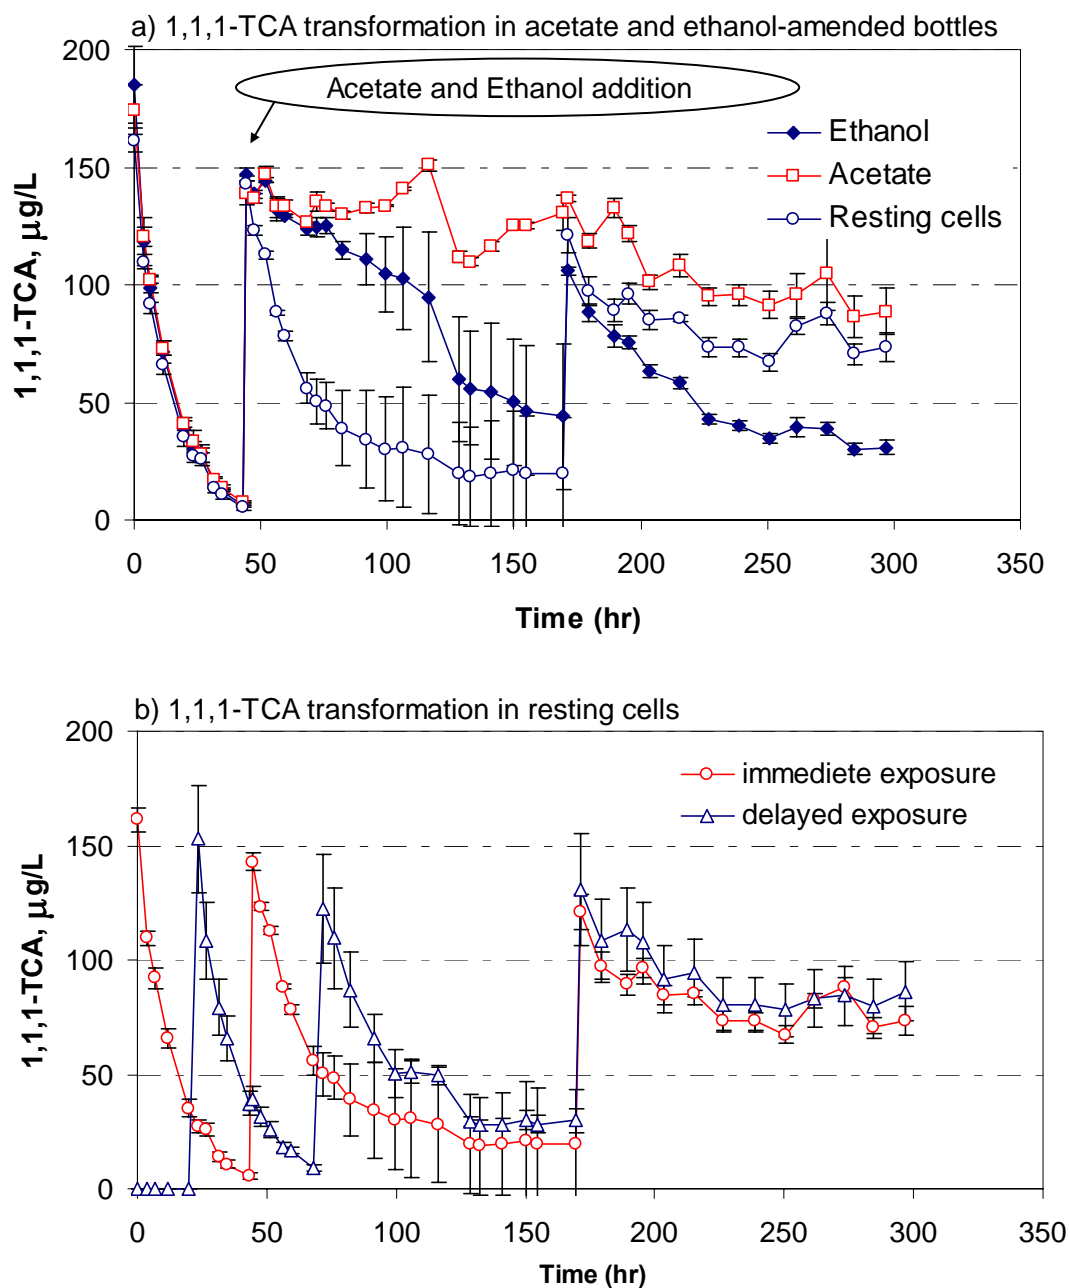 a) 1,1,1-TCA transformation in acetate and ethanol-amended bottles
200
Acetate and Ethanol addition
Ethanol
150
Acetate
Resting cells
1,1,1-TCA, µg/L
100
50
0
0 50 100 150 200 250 300 350
Time (hr)
b) 1,1,1-TCA transformation in resting cells
200
immediete exposure
delayed exposure
150
1,1,1-TCA, µg/L
100
50
0
0 50 100 150 200 250 300 350
Time (hr)